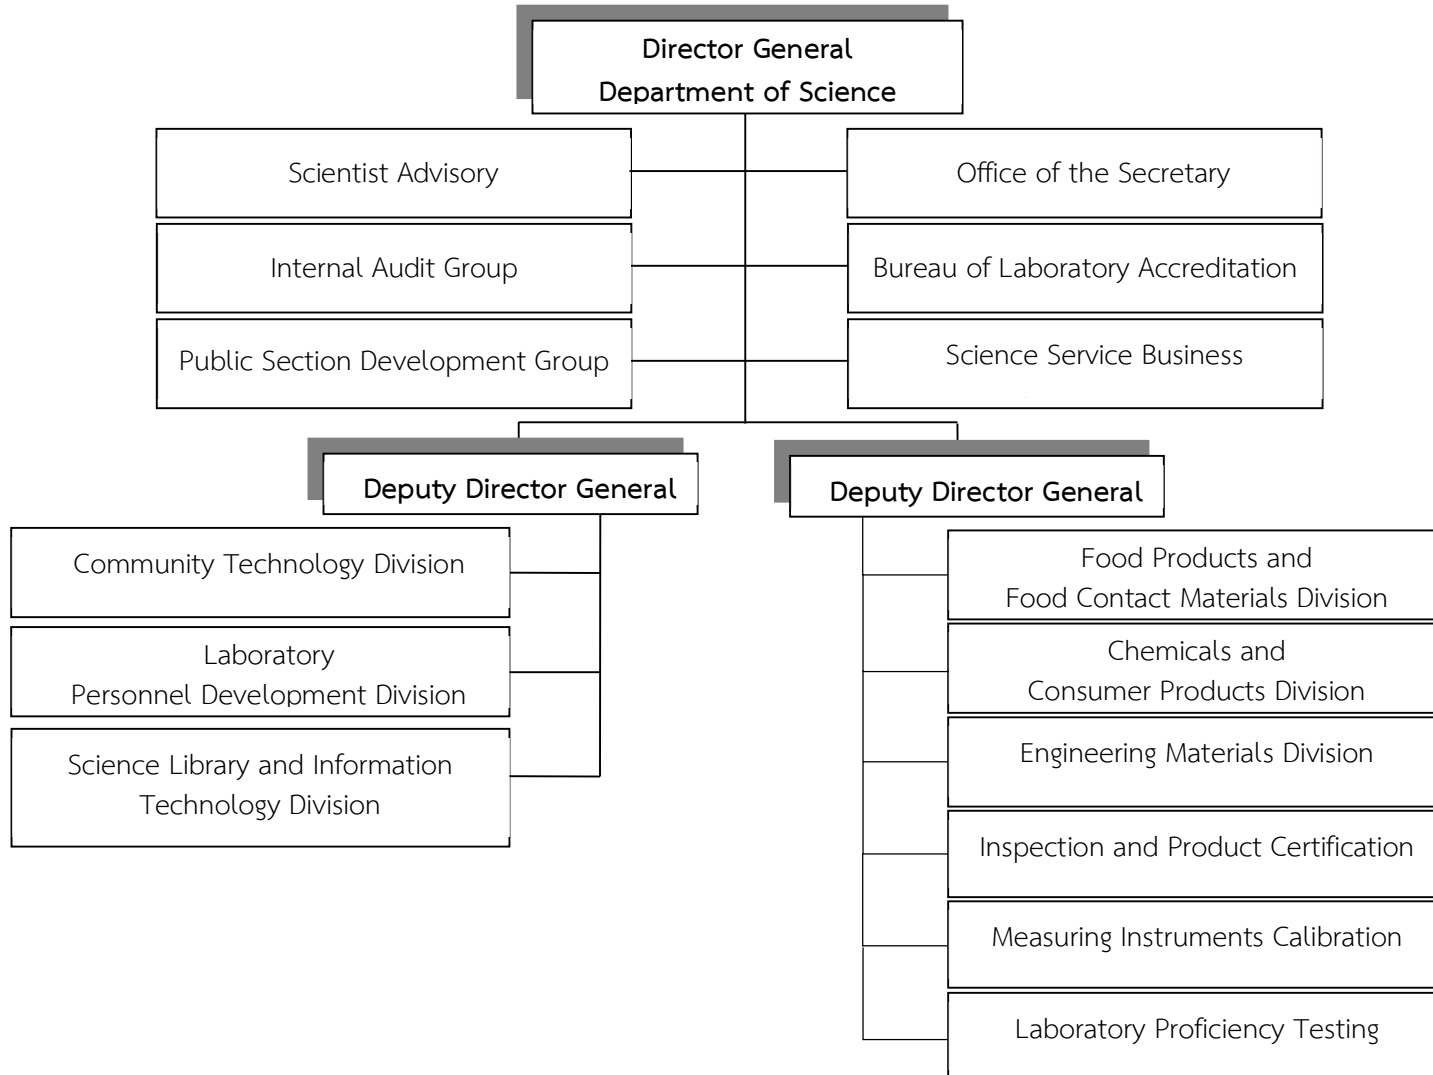 Director General
Department of Science
Scientist Advisory
Office of the Secretary
Internal Audit Group
Bureau of Laboratory Accreditation
Public Section Development Group
Science Service Business
Deputy Director General
Deputy Director General
Community Technology Division
Laboratory
Personnel Development Division
Science Library and Information
Technology Division
Food Products and
Food Contact Materials Division
Chemicals and
Consumer Products Division
Engineering Materials Division
Inspection and Product Certification
Measuring Instruments Calibration
Laboratory Proficiency Testing